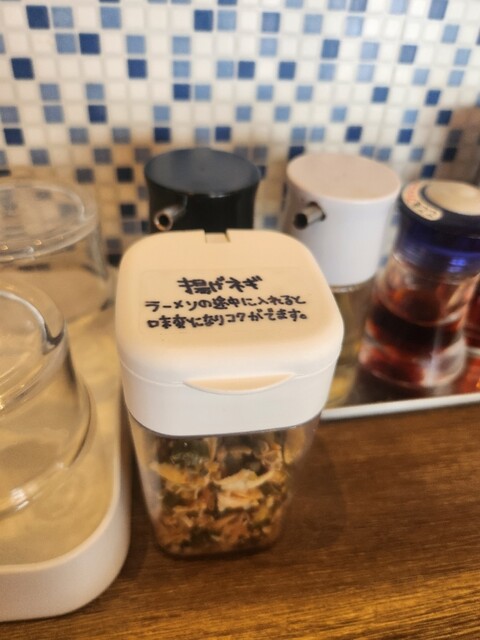 揚げネギ
ラーメンの途中に入れると
味変になりコクがでます。